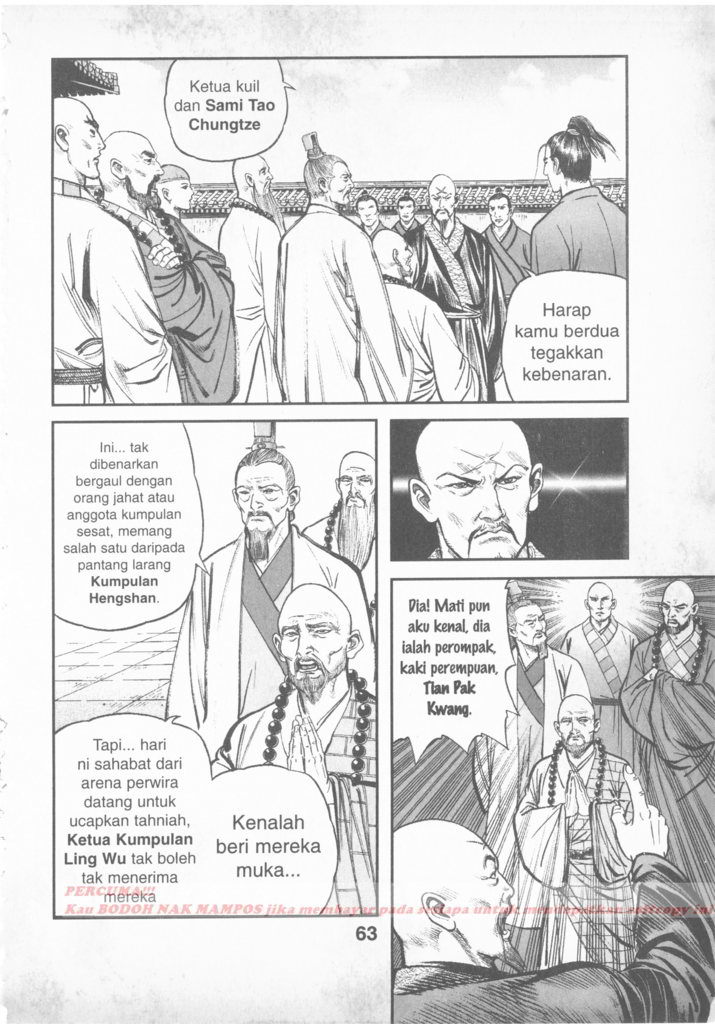 Ketua kuil
dan Sami Tao
Chungtze
Harap
kamu berdua
tegakkan
kebenaran.
Ini... tak
dibenarkan
bergaul dengan
orang jahat atau
anggota kumpulan
sesat, memang
salah satu daripada
pantang larang
Kumpulan
Hengshan.
Tapi... hari
ni sahabat dari
arena perwira
datang untuk
ucapkan tahniah,
Ketua Kumpulan
Ling Wu tak boleh
tak menerima
mereka
Kenalah
beri mereka
muka...
Dia! Mati pun
aku kenal, dia
ialah perompak,
kaki perempuan,
Tian Pak
Kwang.
PERCUMA!!!
Kau BODOH NAK MAMPOS jika membayar pada sesiapa untuk mendapatkan softcopy ini
63